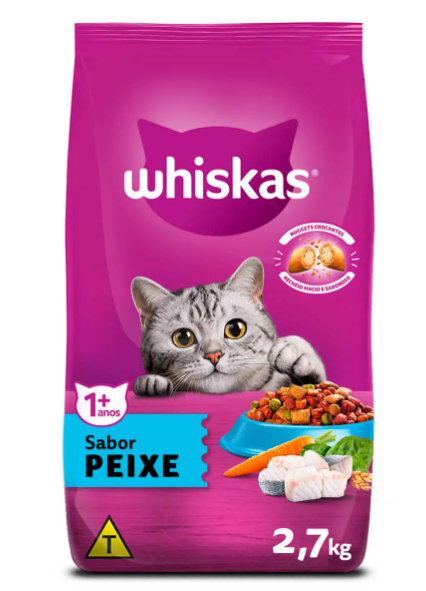 whiskas®
NUGGETS CROCANTES
RECHEIO MACIO E SABOROSO
1+
anos
Sabor
PEIXE
T
2,7kg